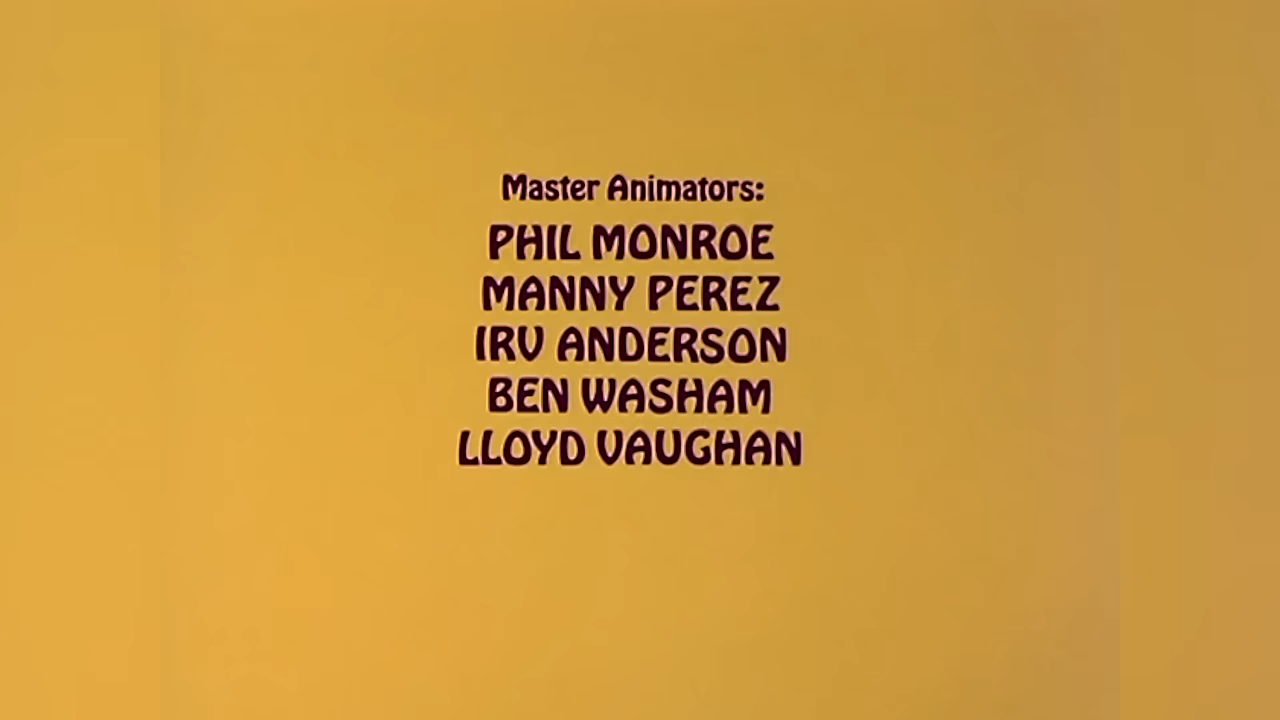 Master Animators:
PHIL MONROE
MANNY PEREZ
IRV ANDERSON
BEN WASHAM
LLOYD VAUGHAN